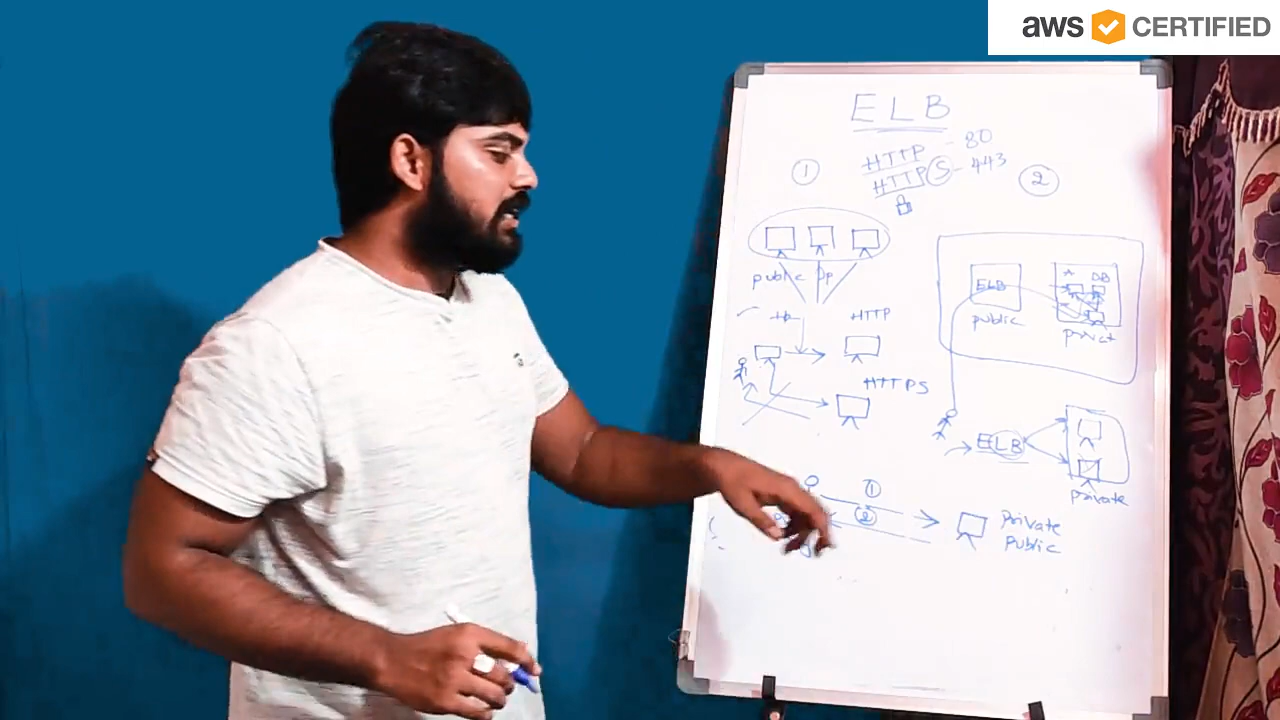 aws CERTIFIED
ELB
HTTP - 80
HTTPS - 443
1
2
public Ip
ELB
A DB
public
HTTP
HTTPS
ELB
private
1
2
private
public